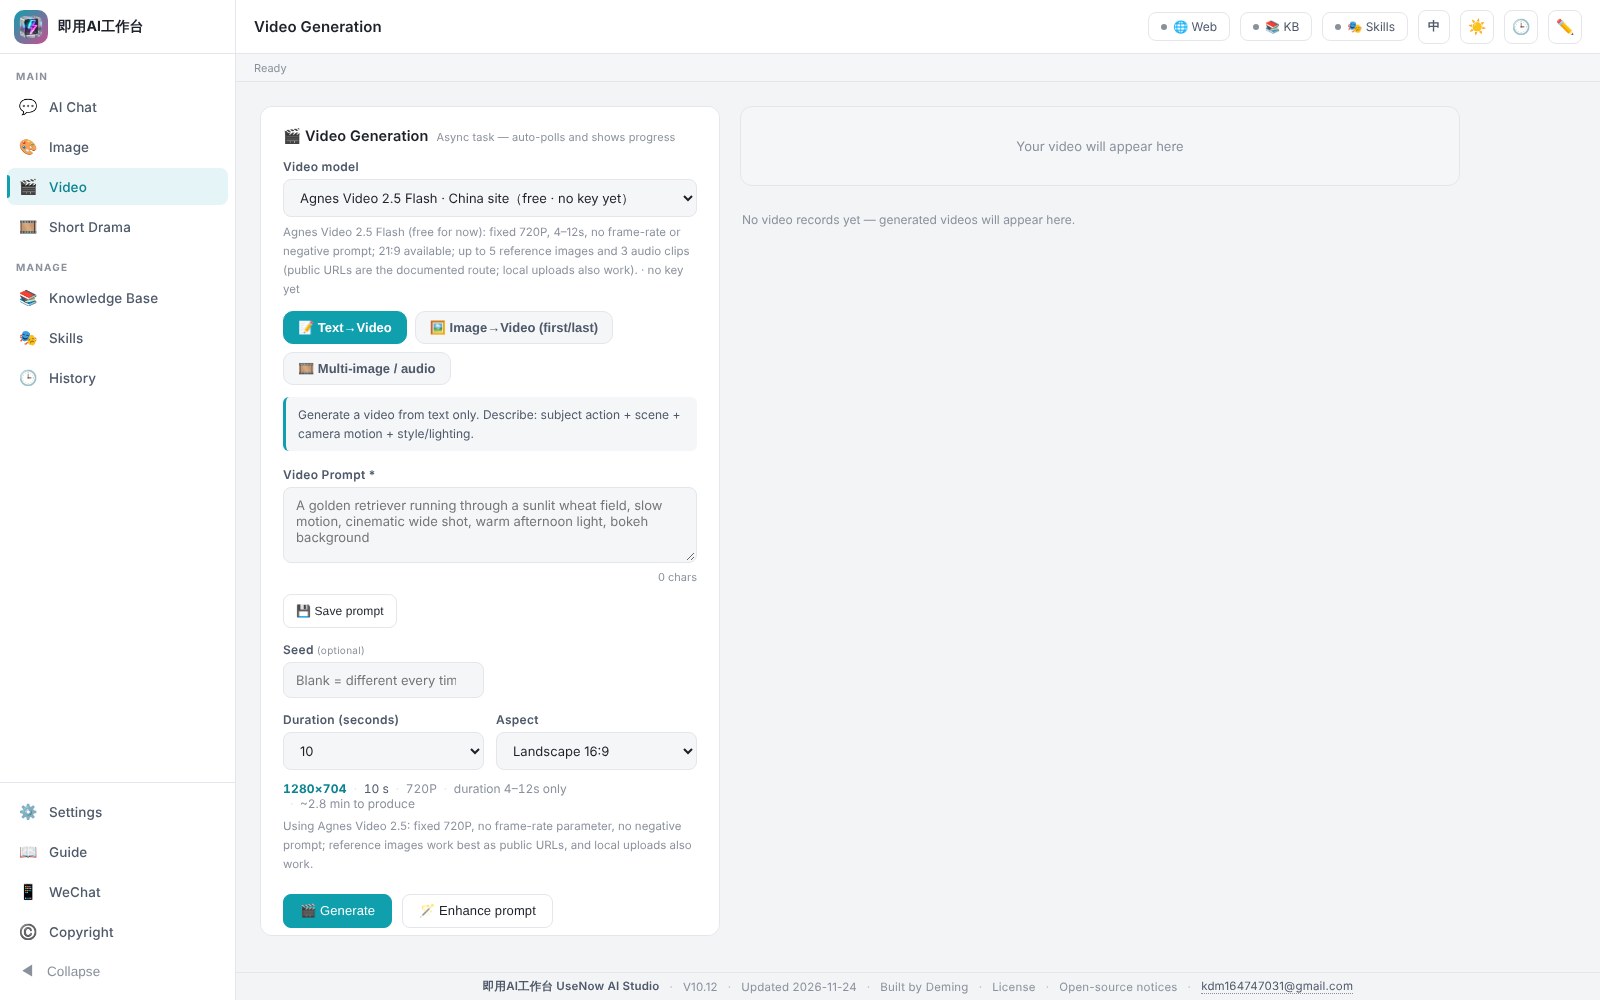 即用AI工作台
MAIN
AI Chat
Image
Video
Short Drama
MANAGE
Knowledge Base
Skills
History
Settings
Guide
WeChat
Copyright
Collapse
Video Generation
Web
KB
Skills
中
Ready
Video Generation Async task — auto-polls and shows progress
Video model
Agnes Video 2.5 Flash · China site（free · no key yet）
Agnes Video 2.5 Flash (free for now): fixed 720P, 4–12s, no frame-rate or
negative prompt; 21:9 available; up to 5 reference images and 3 audio clips
(public URLs are the documented route; local uploads also work). · no key
yet
Text→Video
Image→Video (first/last)
Multi-image / audio
Generate a video from text only. Describe: subject action + scene +
camera motion + style/lighting.
Video Prompt *
A golden retriever running through a sunlit wheat field, slow
motion, cinematic wide shot, warm afternoon light, bokeh
background
0 chars
Save prompt
Seed (optional)
Blank = different every tim
Duration (seconds)
Aspect
10
Landscape 16:9
1280×704 · 10 s · 720P · duration 4–12s only
· ~2.8 min to produce
Using Agnes Video 2.5: fixed 720P, no frame-rate parameter, no negative
prompt; reference images work best as public URLs, and local uploads also
work.
Generate
Enhance prompt
Your video will appear here
No video records yet — generated videos will appear here.
即用AI工作台 UseNow AI Studio · V10.12 · Updated 2026-11-24 · Built by Deming · License · Open-source notices · kdm164747031@gmail.com